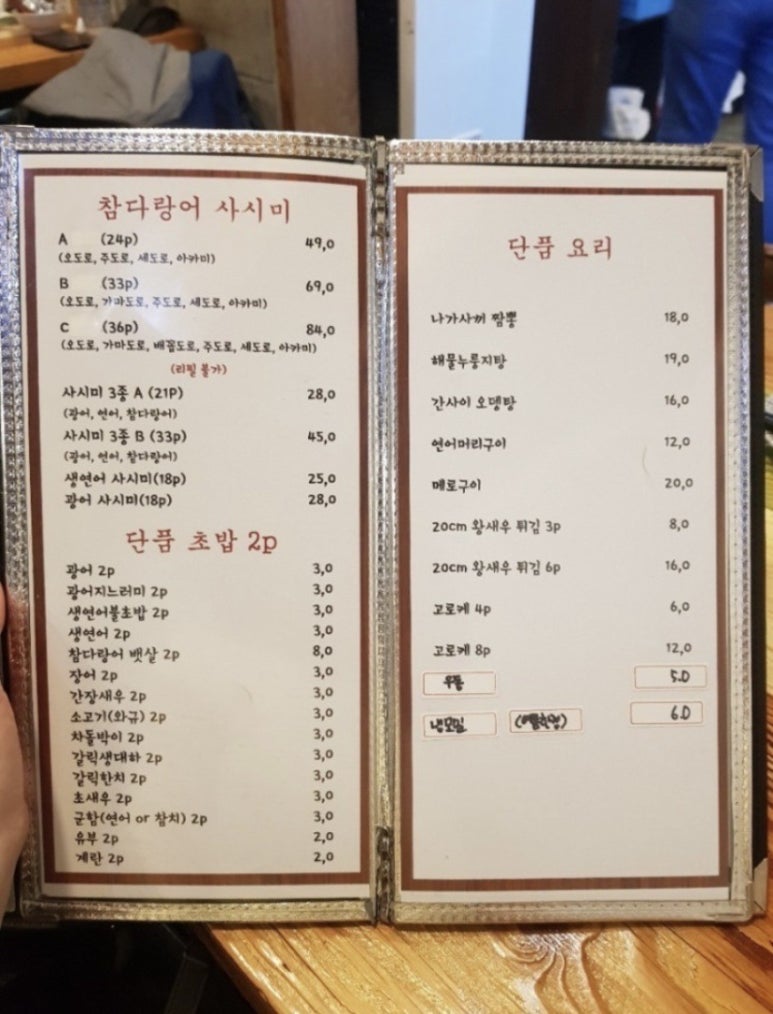 참다랑어 사시미
A (24p) 49,0
(오도로, 주도로, 세도로, 아카미)
B (33p) 69,0
(오도로, 가마도로, 주도로, 세도로, 아카미)
C (36p) 84,0
(오도로, 가마도로, 배꼽도로, 주도로, 세도로, 아카미)
(리필 불가)
사시미 3종 A (21P) 28,0
(광어, 연어, 참다랑어)
사시미 3종 B (33p) 45,0
(광어, 연어, 참다랑어)
생연어 사시미(18p) 25,0
광어 사시미(18p) 28,0
단품 초밥 2p
광어 2p 3,0
광어지느러미 2p 3,0
생연어불초밥 2p 3,0
생연어 2p 3,0
참다랑어 뱃살 2p 8,0
장어 2p 3,0
간장새우 2p 3,0
소고기(와규) 2p 3,0
차돌박이 2p 3,0
갈릭생대하 2p 3,0
갈릭한치 2p 3,0
초새우 2p 3,0
군함(연어 or 참치) 2p 3,0
유부 2p 2,0
계란 2p 2,0
단품 요리
나가사끼 짬뽕 18,0
해물누룽지탕 19,0
간사이 오뎅탕 16,0
연어머리구이 12,0
메로구이 20,0
20cm 왕새우 튀김 3p 8,0
20cm 왕새우 튀김 6p 16,0
고로케 4p 6,0
고로케 8p 12,0
우동 5.0
냉모밀 (여름한정) 6.0